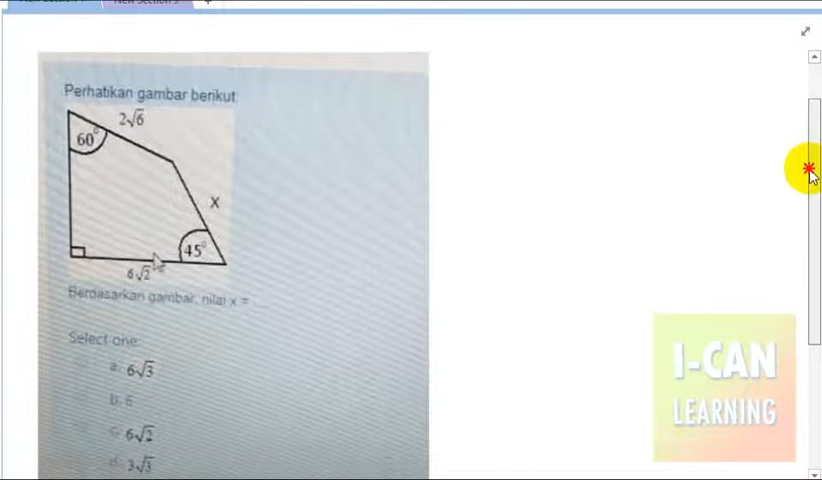 Perhatikan gambar berikut:
2√6
60°
x
45°
6√2
Berdasarkan gambar, nilai x = ...
Select one:
a. 6√3
b. 6
c. 6√2
d. 3√3
I-CAN
LEARNING